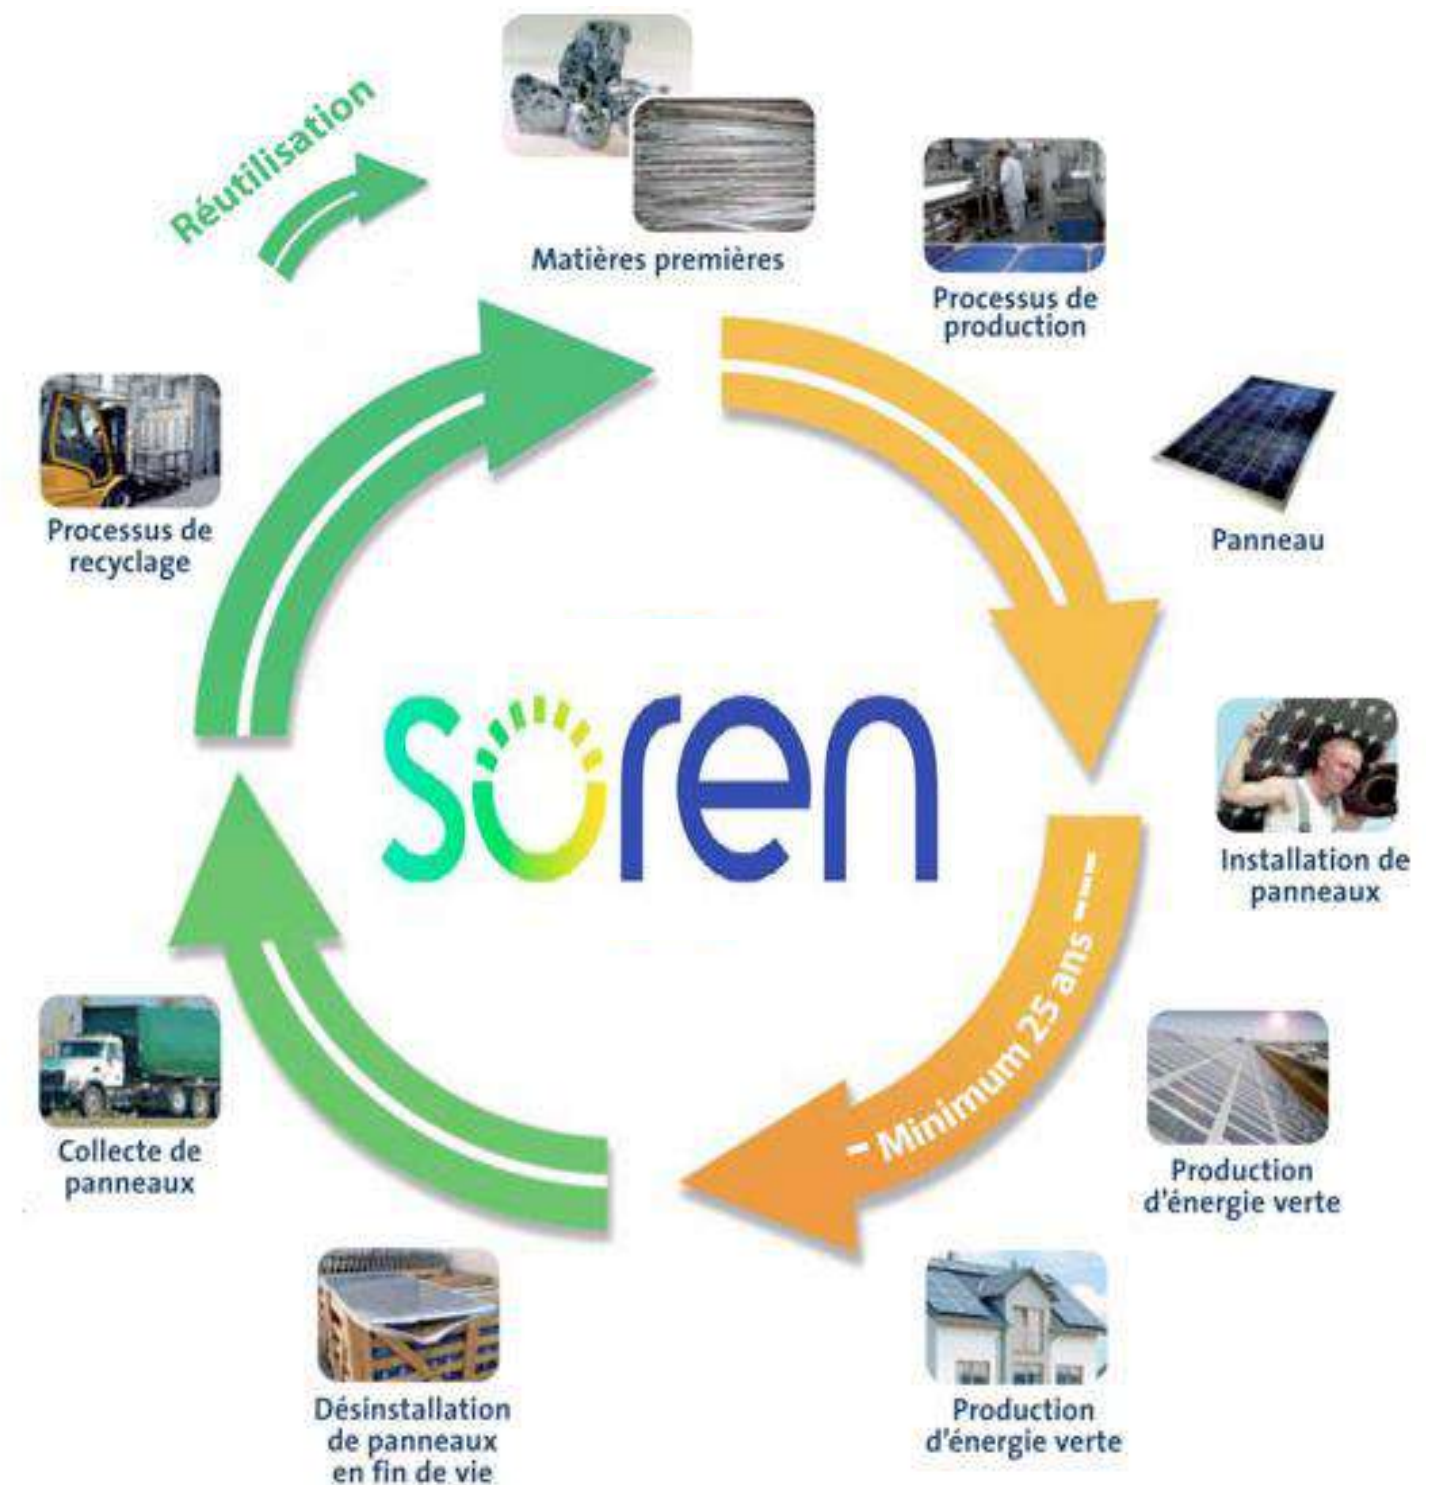 Réutilisation
Matières premières
Processus de
production
Panneau
Installation de
panneaux
Minimum 25 ans
Production
d'énergie verte
Production
d'énergie verte
Désinstallation
de panneaux
en fin de vie
Collecte de
panneaux
Processus de
recyclage
soren